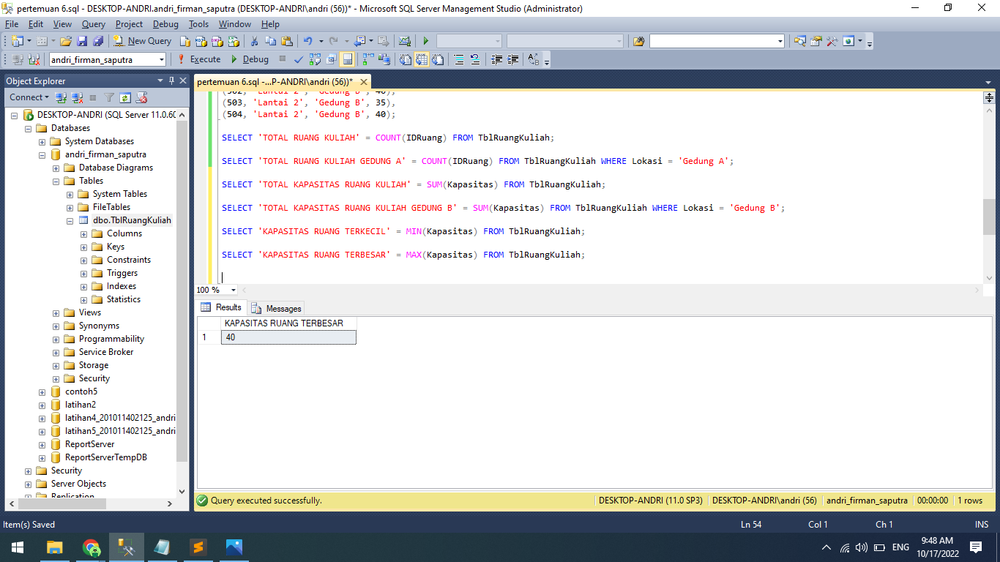 pertemuan 6.sql - DESKTOP-ANDRI.andri_firman_saputra (DESKTOP-ANDRI\andri (56))* - Microsoft SQL Server Management Studio (Administrator)
File Edit View Query Project Debug Tools Window Help
New Query
andri_firman_saputra
Execute
Debug
Object Explorer
Connect
DESKTOP-ANDRI (SQL Server 11.0.60
Databases
System Databases
andri_firman_saputra
Database Diagrams
Tables
System Tables
FileTables
dbo.TblRuangKuliah
Columns
Keys
Constraints
Triggers
Indexes
Statistics
Views
Synonyms
Programmability
Service Broker
Storage
Security
contoh5
latihan2
latihan4_201011402125_andri
latihan5_201011402125_andri
ReportServer
ReportServerTempDB
Security
Server Objects
Replication
pertemuan 6.sql -...P-ANDRI\andri (56))*
(502, 'Lantai 2', 'Gedung B', 40),
(503, 'Lantai 2', 'Gedung B', 35),
(504, 'Lantai 2', 'Gedung B', 40);
SELECT 'TOTAL RUANG KULIAH' = COUNT(IDRuang) FROM TblRuangKuliah;
SELECT 'TOTAL RUANG KULIAH GEDUNG A' = COUNT(IDRuang) FROM TblRuangKuliah WHERE Lokasi = 'Gedung A';
SELECT 'TOTAL KAPASITAS RUANG KULIAH' = SUM(Kapasitas) FROM TblRuangKuliah;
SELECT 'TOTAL KAPASITAS RUANG KULIAH GEDUNG B' = SUM(Kapasitas) FROM TblRuangKuliah WHERE Lokasi = 'Gedung B';
SELECT 'KAPASITAS RUANG TERKECIL' = MIN(Kapasitas) FROM TblRuangKuliah;
SELECT 'KAPASITAS RUANG TERBESAR' = MAX(Kapasitas) FROM TblRuangKuliah;
100 %
Results
Messages
KAPASITAS RUANG TERBESAR
1 40
Query executed successfully.
DESKTOP-ANDRI (11.0 SP3)
DESKTOP-ANDRI\andri (56)
andri_firman_saputra
00:00:00
1 rows
Item(s) Saved
Ln 54
Col 1
Ch 1
INS
ENG
9:48 AM
10/17/2022